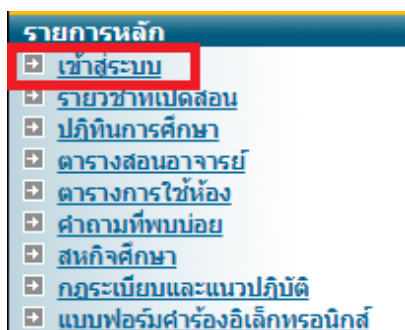 รายการหลัก
เข้าสู่ระบบ
รายวิชาที่เปิดสอน
ปฏิทินการศึกษา
ตารางสอนอาจารย์
ตารางการใช้ห้อง
คำถามที่พบบ่อย
สหกิจศึกษา
กฎระเบียบและแนวปฏิบัติ
แบบฟอร์มคำร้องอิเล็กทรอนิกส์